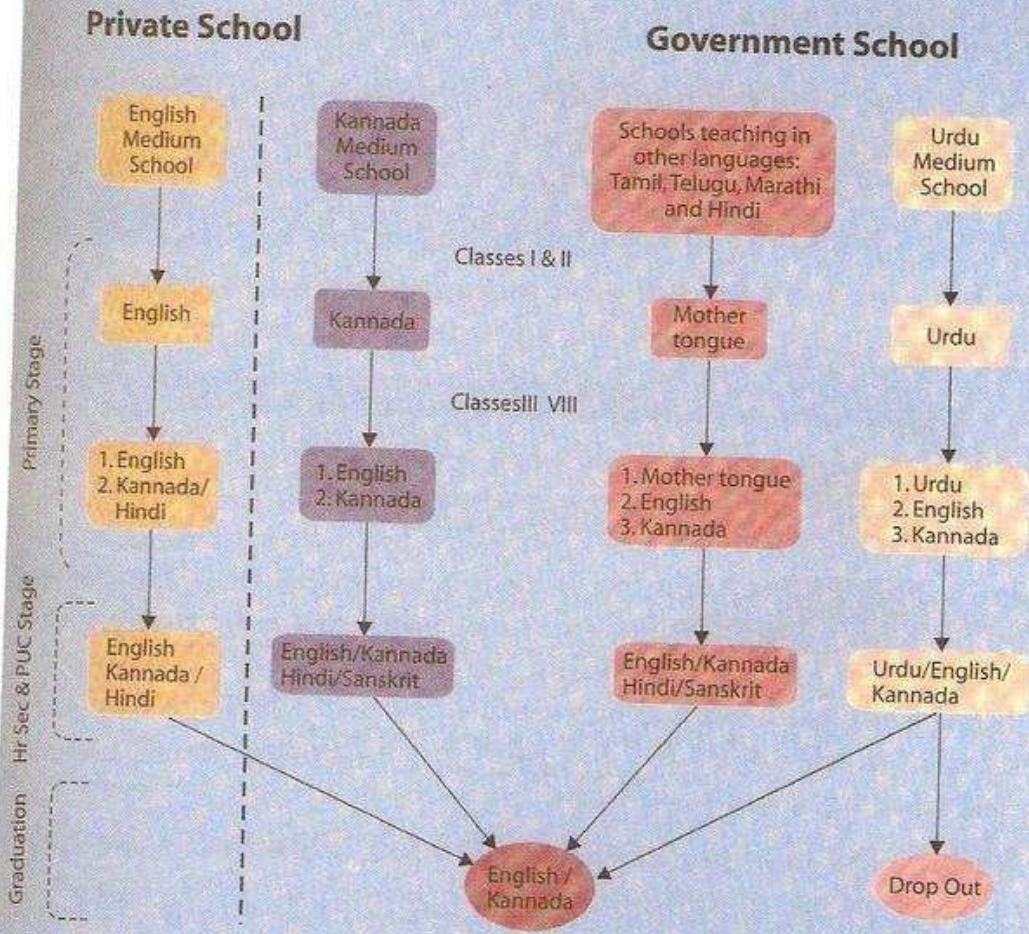 Private School
Government School
English
Medium
School
Kannada
Medium
School
Schools teaching in
other languages:
Tamil, Telugu, Marathi
and Hindi
Urdu
Medium
School
Classes I & II
English
Kannada
Mother
tongue
Urdu
Primary Stage
ClassesIII VIII
1. English
2. Kannada/
Hindi
1. English
2. Kannada
1. Mother tongue
2. English
3. Kannada
1. Urdu
2. English
3. Kannada
Hr Sec & PUC Stage
English
Kannada /
Hindi
English/Kannada
Hindi/Sanskrit
English/Kannada
Hindi/Sanskrit
Urdu/English/
Kannada
Graduation
English /
Kannada
Drop Out